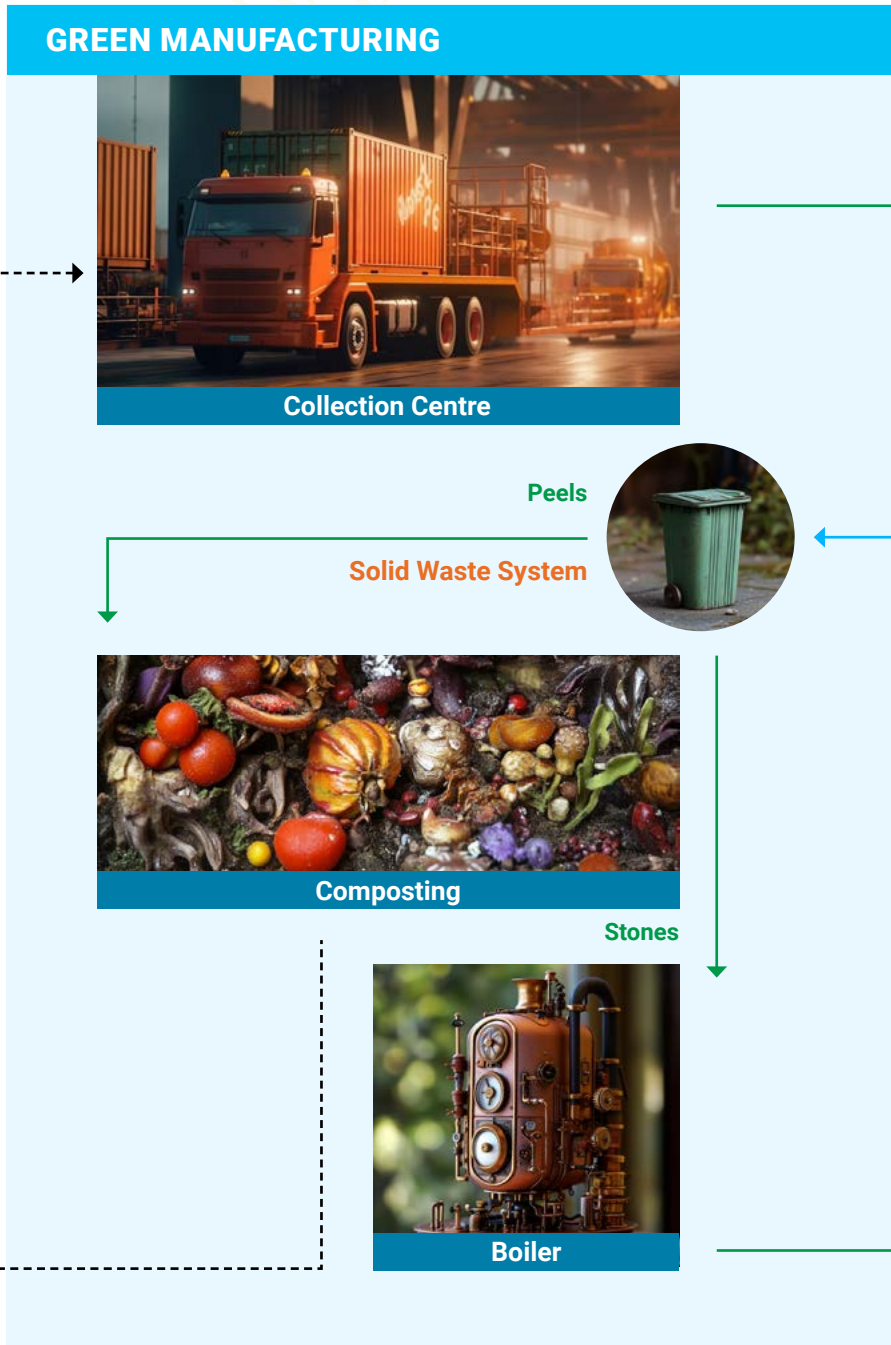 GREEN MANUFACTURING
Collection Centre
Peels
Solid Waste System
Composting
Stones
Boiler